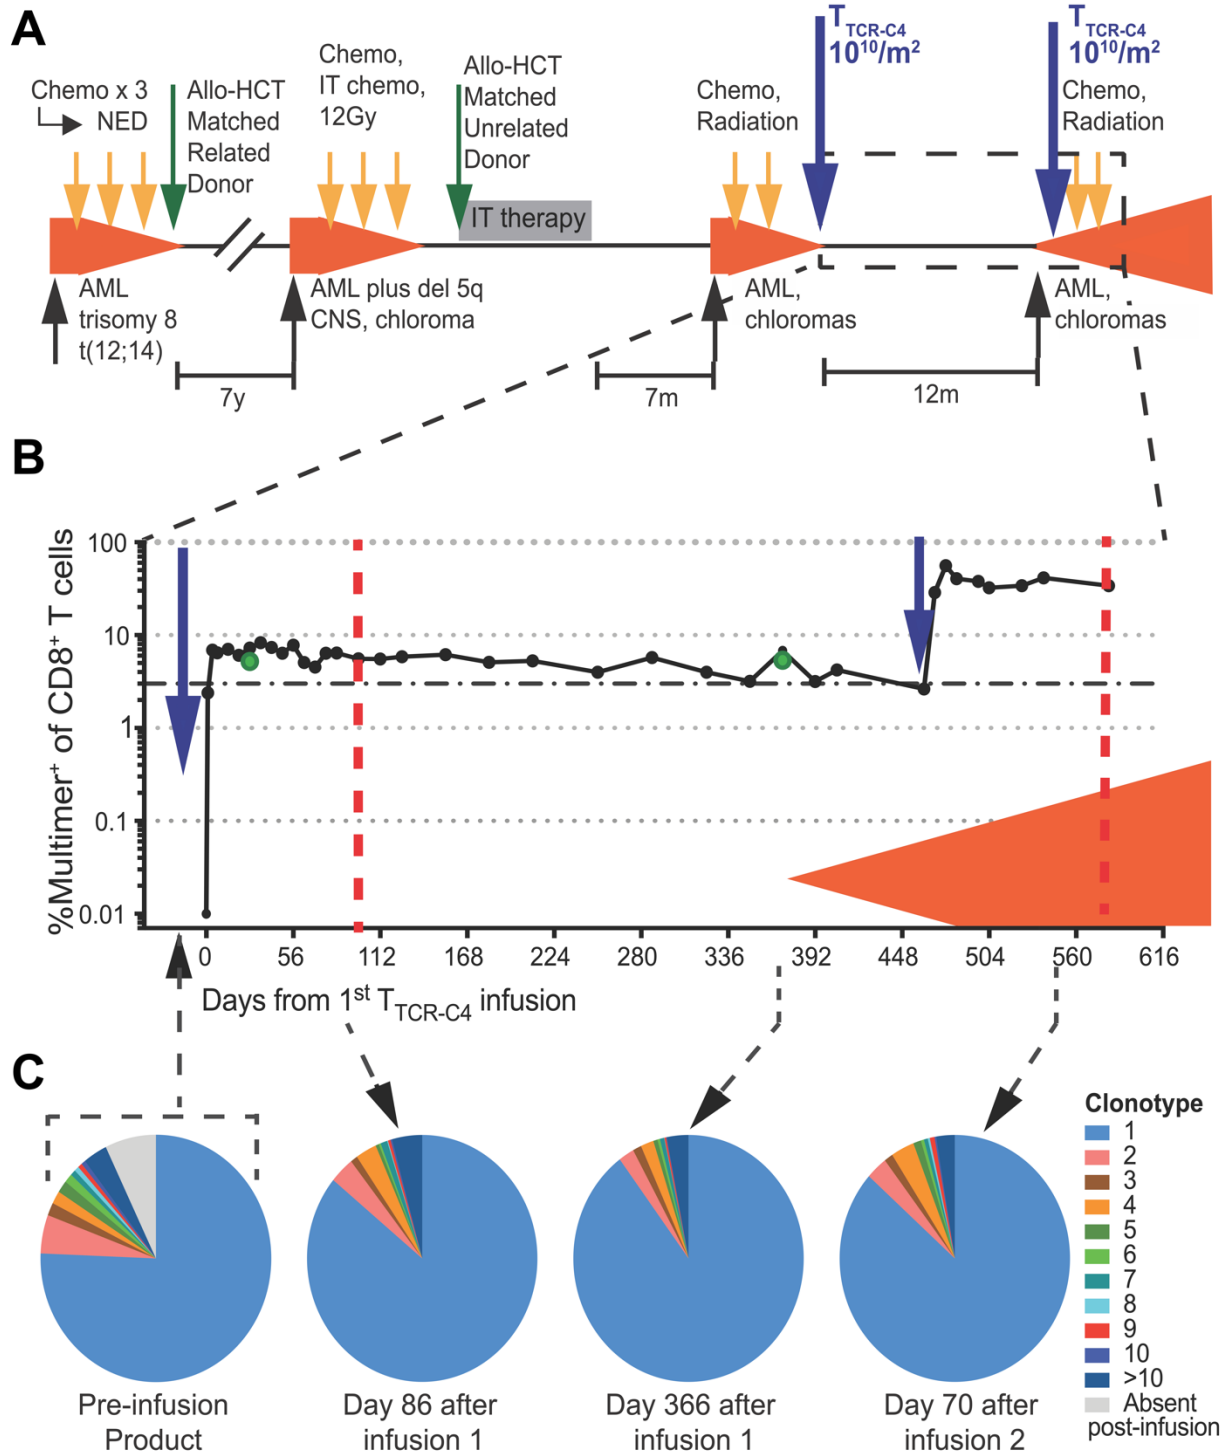 A
Chemo x 3
NED
Allo-HCT
Matched
Related
Donor
Chemo,
IT chemo,
12Gy
Allo-HCT
Matched
Unrelated
Donor
IT therapy
Chemo,
Radiation
T TCR-C4
10¹⁰/m²
T TCR-C4
10¹⁰/m²
Chemo,
Radiation
AML
trisomy 8
t(12;14)
AML plus del 5q
CNS, chloroma
AML,
chloromas
AML,
chloromas
7y
7m
12m
B
%Multimer⁺ of CD8⁺ T cells
100
10
1
0.1
0.01
0 56 112 168 224 280 336 392 448 504 560 616
Days from 1st T TCR-C4 infusion
C
Pre-infusion
Product
Day 86 after
infusion 1
Day 366 after
infusion 1
Day 70 after
infusion 2
Clonotype
1
2
3
4
5
6
7
8
9
10
>10
Absent
post-infusion